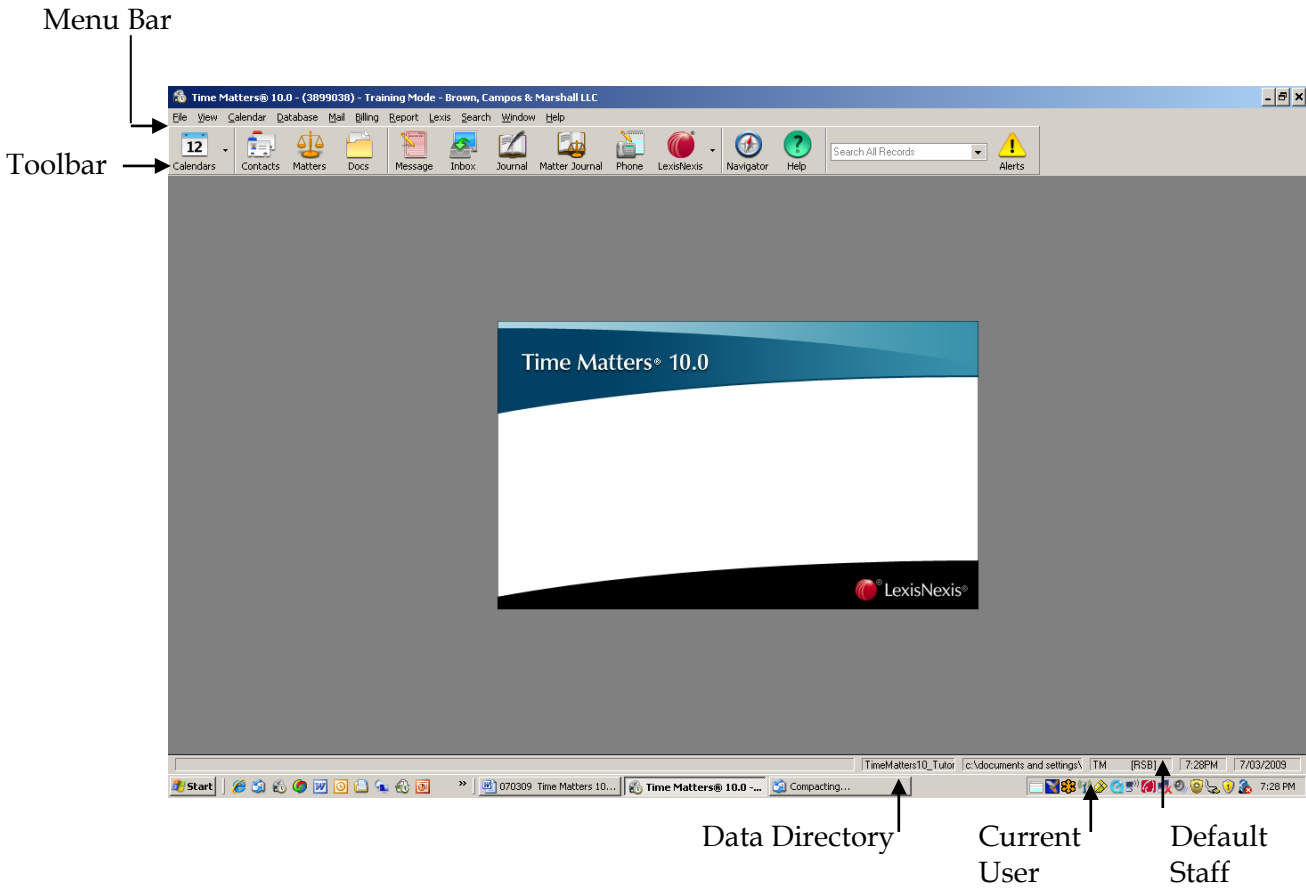 Menu Bar
Time Matters® 10.0 - (3899038) - Training Mode - Brown, Campos & Marshall LLC
File View Calendar Database Mail Billing Report Lexis Search Window Help
Toolbar
12
Calendars Contacts Matters Docs Message Inbox Journal Matter Journal Phone LexisNexis Navigator Help Search All Records Alerts
Time Matters® 10.0
LexisNexis®
TimeMatters10_Tutor c:\documents and settings\ TM [RSB] 7:28PM 7/03/2009
Start » 070309 Time Matters 10... Time Matters® 10.0 -... Compacting... 7:28 PM
Data Directory Current User Default Staff